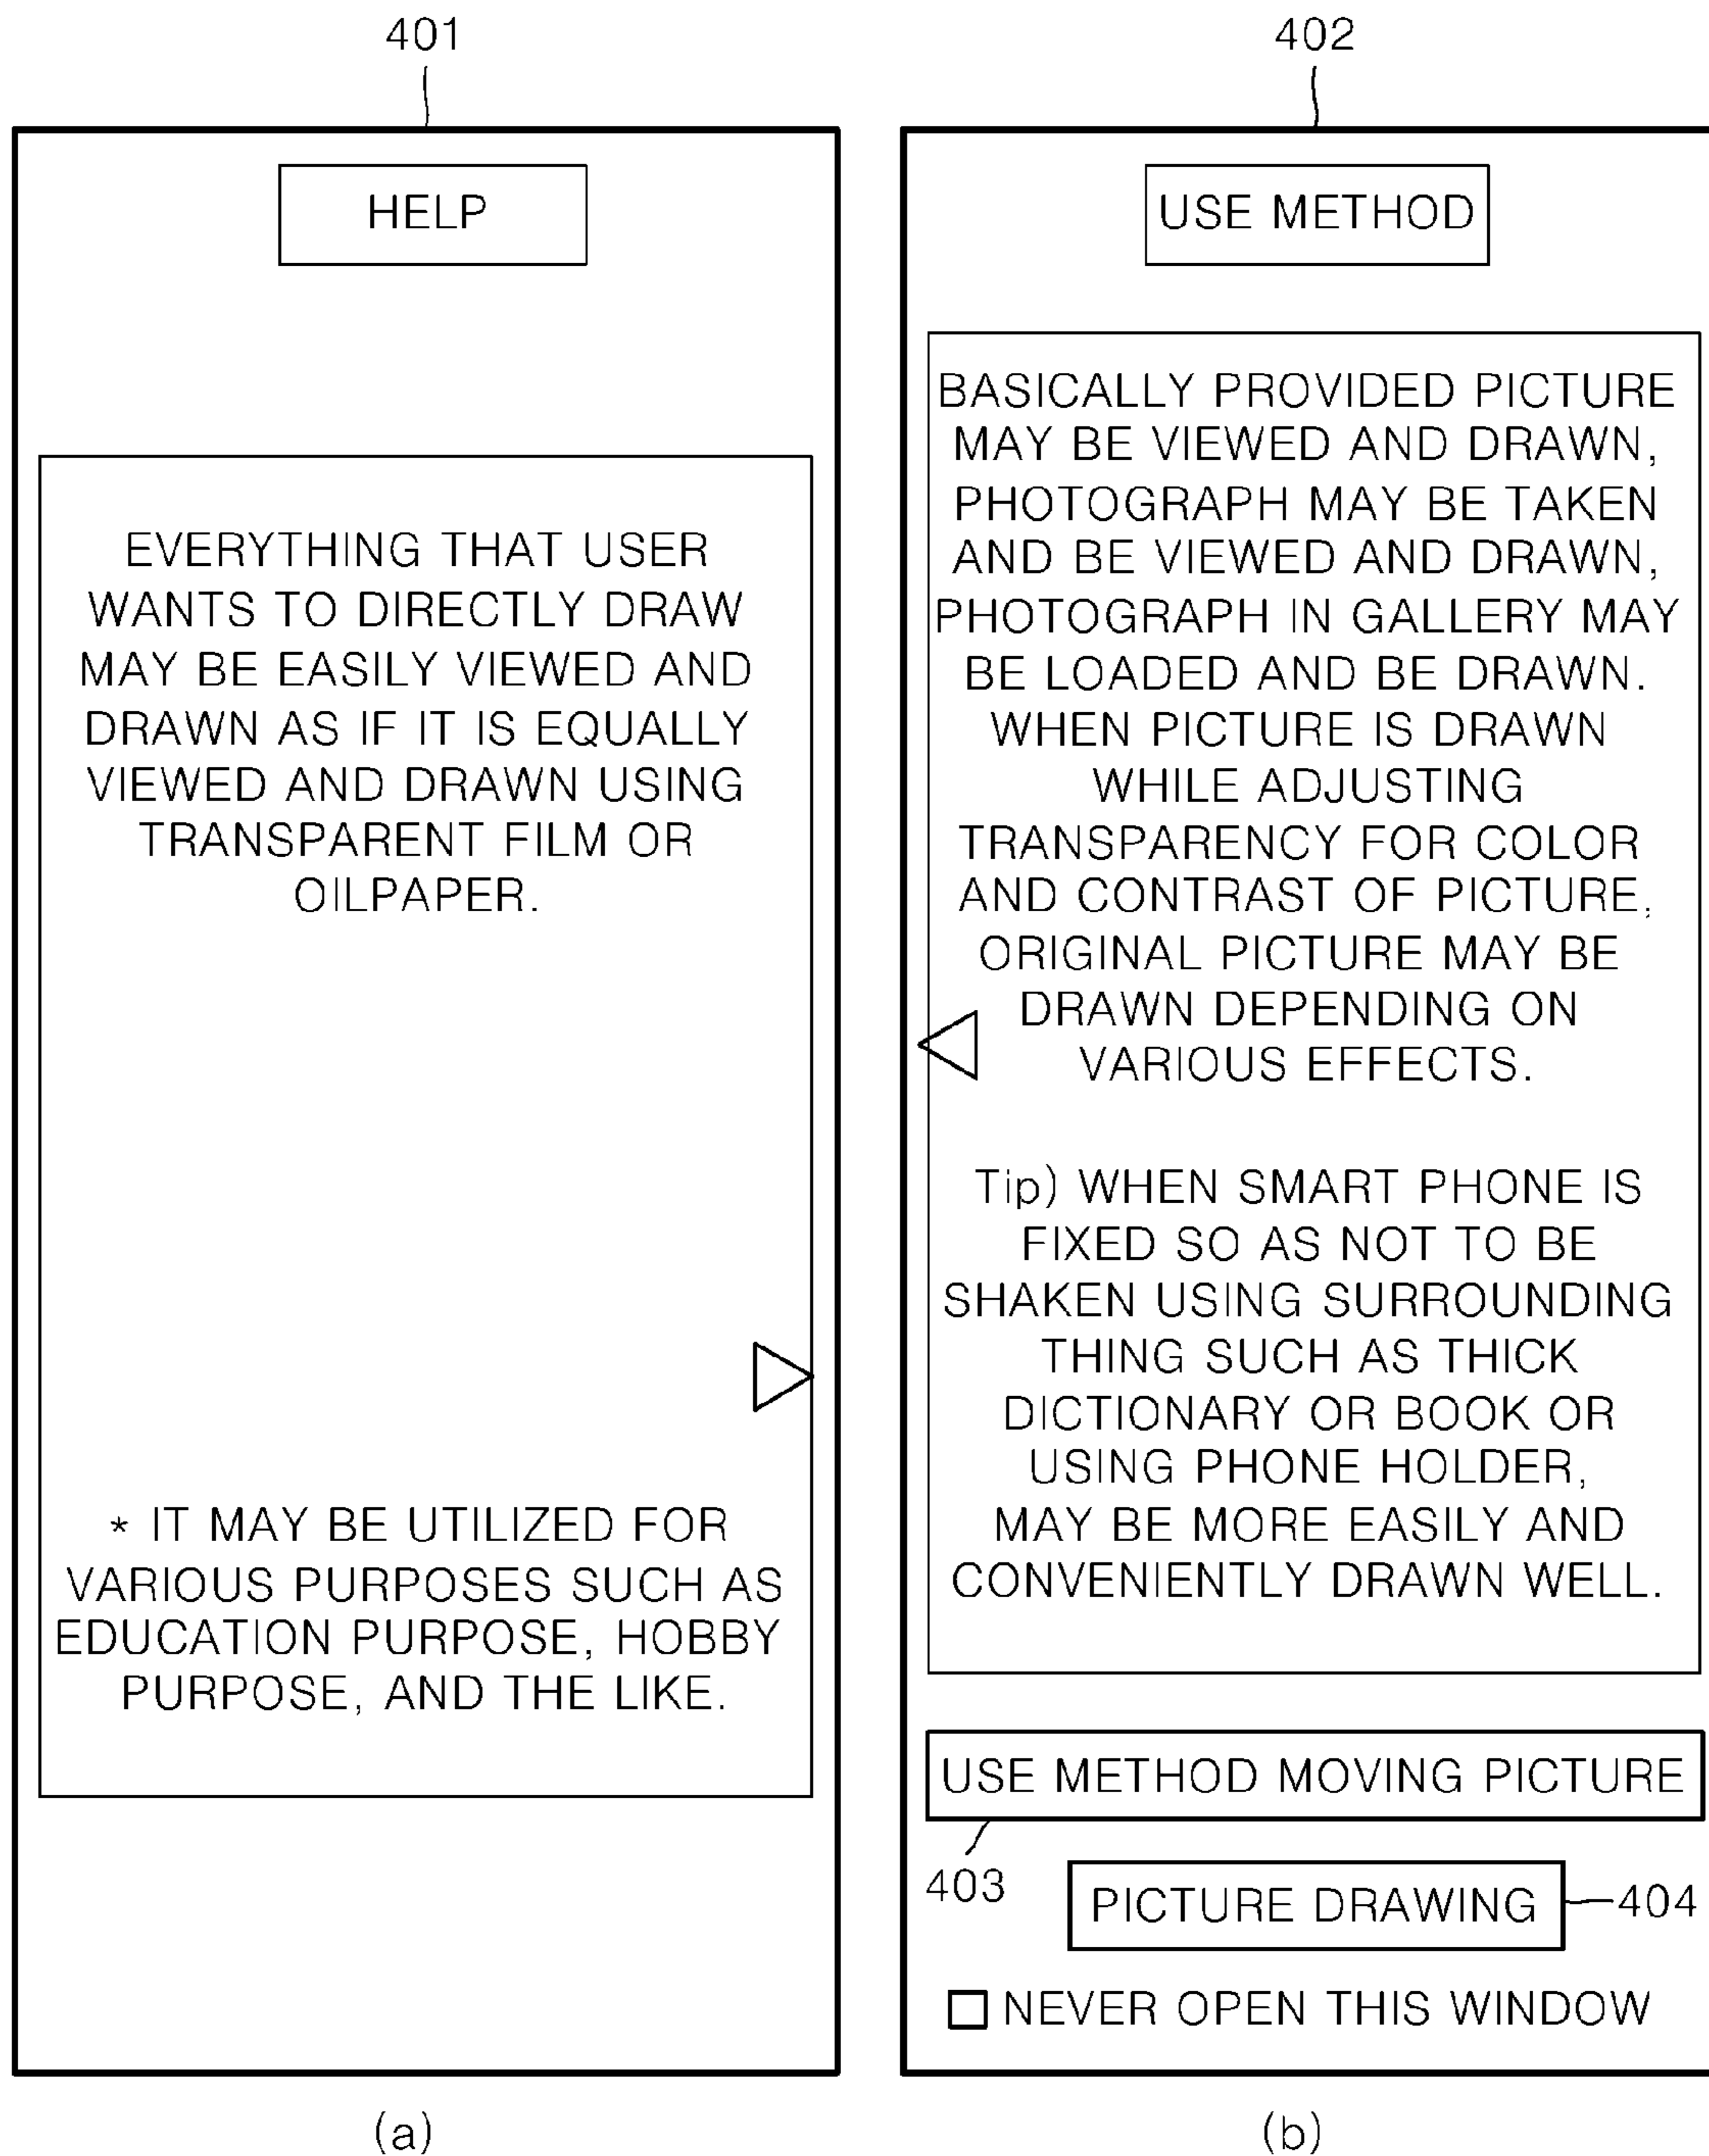 401
HELP
EVERYTHING THAT USER
WANTS TO DIRECTLY DRAW
MAY BE EASILY VIEWED AND
DRAWN AS IF IT IS EQUALLY
VIEWED AND DRAWN USING
TRANSPARENT FILM OR
OILPAPER.
* IT MAY BE UTILIZED FOR
VARIOUS PURPOSES SUCH AS
EDUCATION PURPOSE, HOBBY
PURPOSE, AND THE LIKE.
(a)
402
USE METHOD
BASICALLY PROVIDED PICTURE
MAY BE VIEWED AND DRAWN,
PHOTOGRAPH MAY BE TAKEN
AND BE VIEWED AND DRAWN,
PHOTOGRAPH IN GALLERY MAY
BE LOADED AND BE DRAWN.
WHEN PICTURE IS DRAWN
WHILE ADJUSTING
TRANSPARENCY FOR COLOR
AND CONTRAST OF PICTURE,
ORIGINAL PICTURE MAY BE
DRAWN DEPENDING ON
VARIOUS EFFECTS.
Tip) WHEN SMART PHONE IS
FIXED SO AS NOT TO BE
SHAKEN USING SURROUNDING
THING SUCH AS THICK
DICTIONARY OR BOOK OR
USING PHONE HOLDER,
MAY BE MORE EASILY AND
CONVENIENTLY DRAWN WELL.
USE METHOD MOVING PICTURE
403
PICTURE DRAWING
404
NEVER OPEN THIS WINDOW
(b)